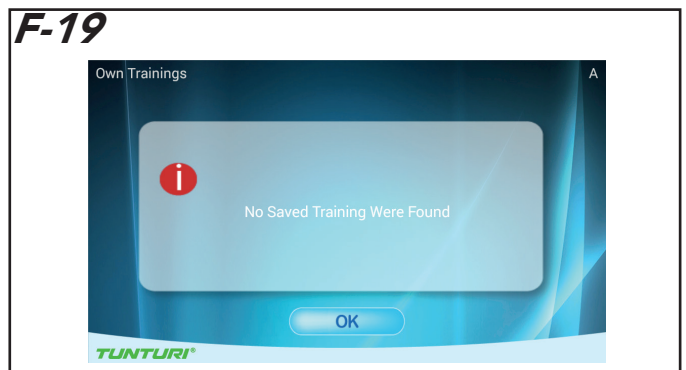 F-19
Own Trainings A
No Saved Training Were Found
OK
TUNTURI®